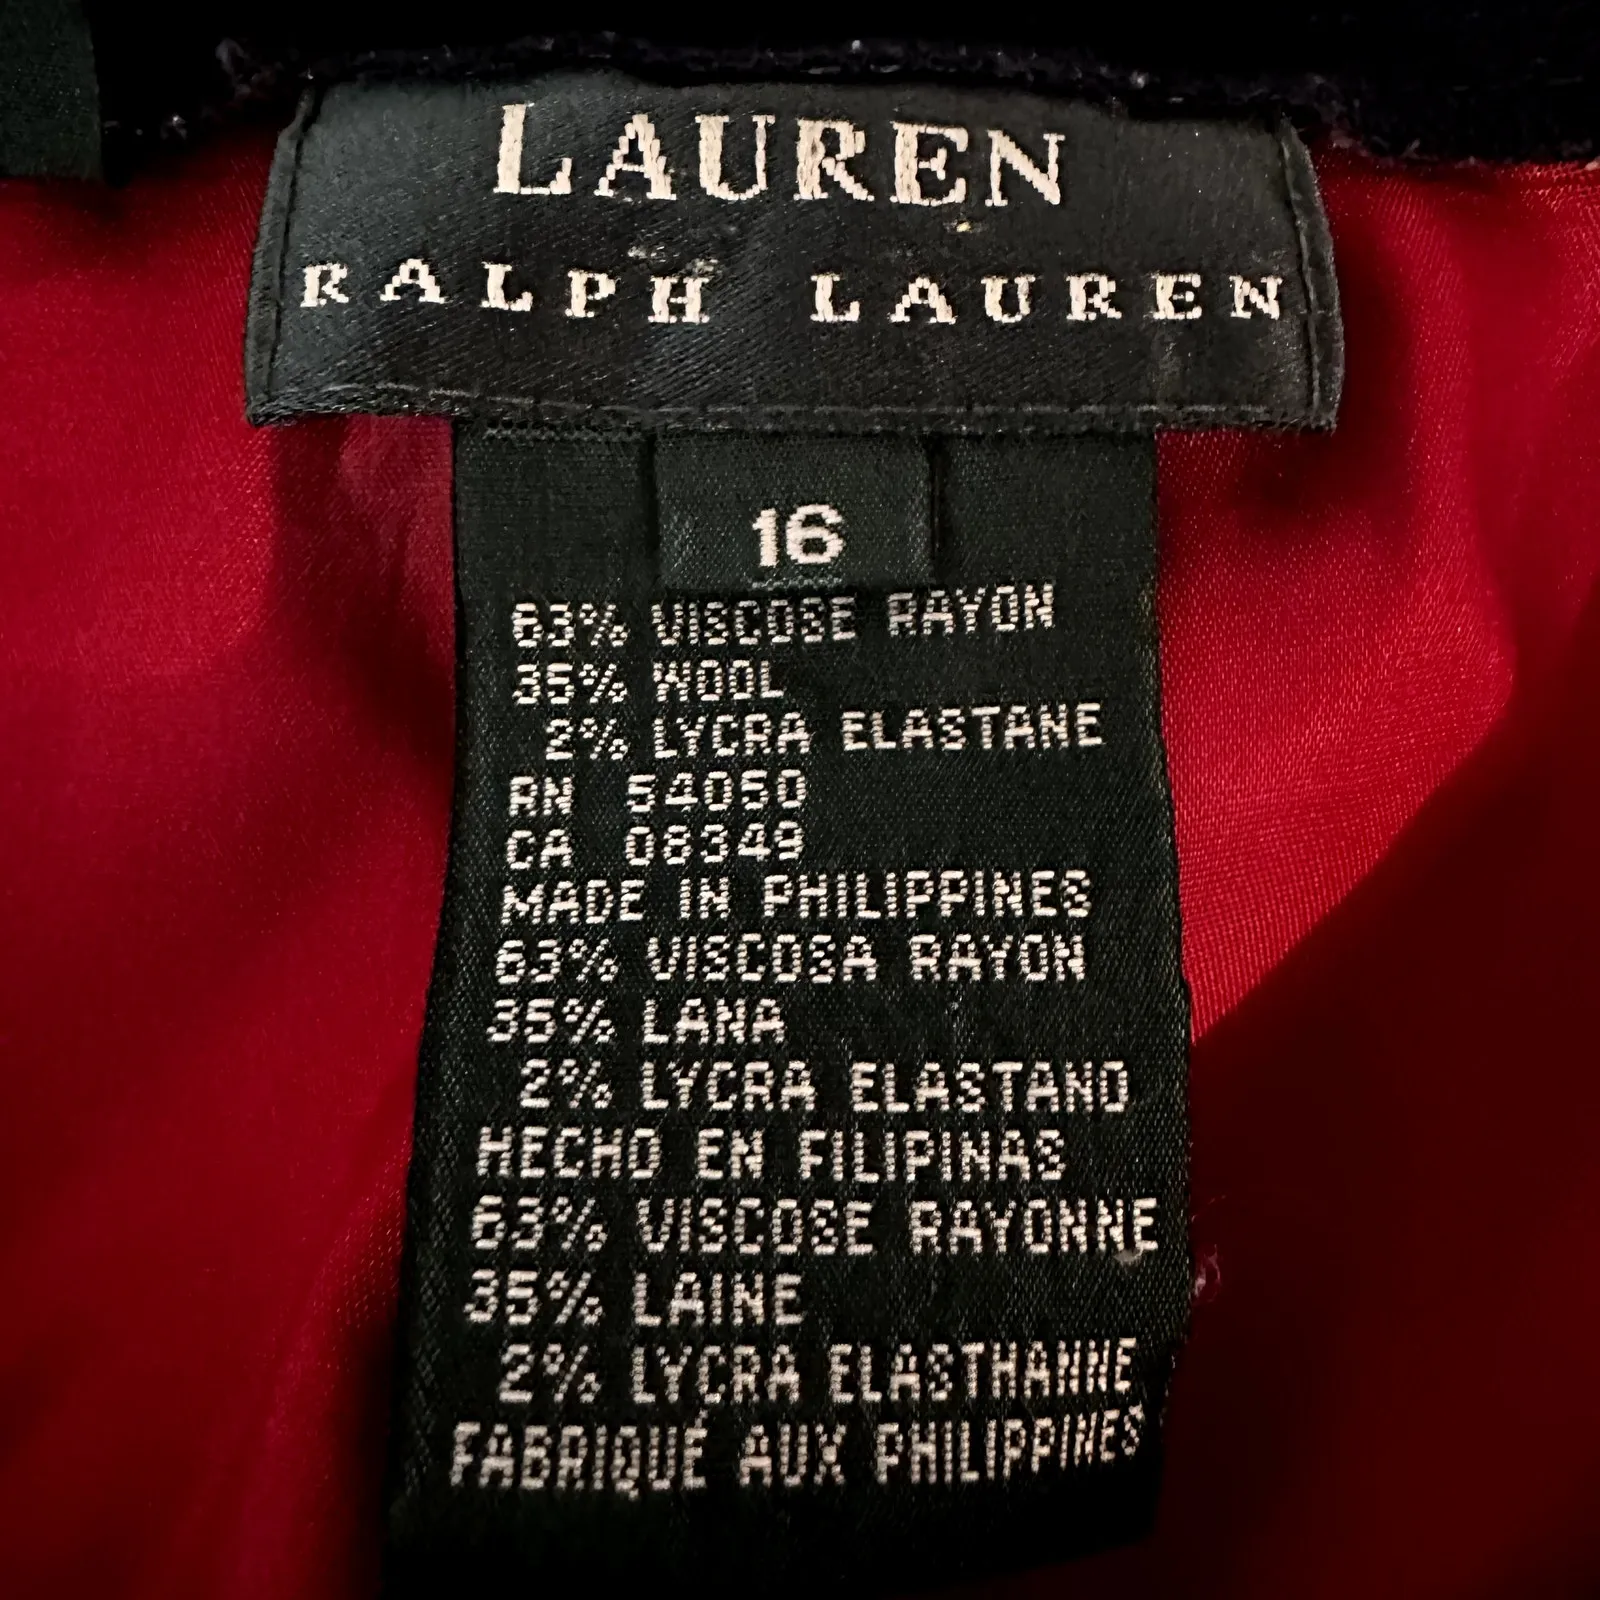 LAUREN
RALPH LAUREN
16
63% VISCOSE RAYON
35% WOOL
2% LYCRA ELASTANE
RN 54050
CA 08349
MADE IN PHILIPPINES
63% VISCOSA RAYON
35% LANA
2% LYCRA ELASTANO
HECHO EN FILIPINAS
63% VISCOSE RAYONNE
35% LAINE
2% LYCRA ELASTHANNE
FABRIQUÉ AUX PHILIPPINES